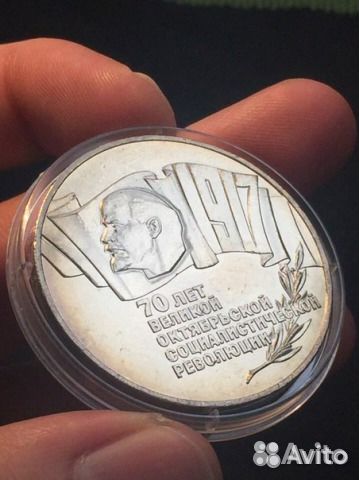 1917
70 ЛЕТ
ВЕЛИКОЙ
ОКТЯБРЬСКОЙ
СОЦИАЛИСТИЧЕСКОЙ
РЕВОЛЮЦИИ
Avito